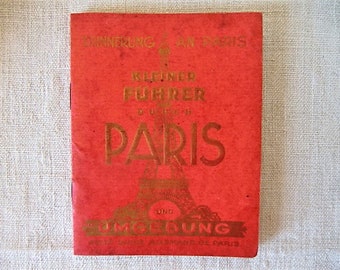 ERINNERUNG AN PARIS
KLEINER
FÜHRER
DURCH
PARIS
UND
UMGEBUNG